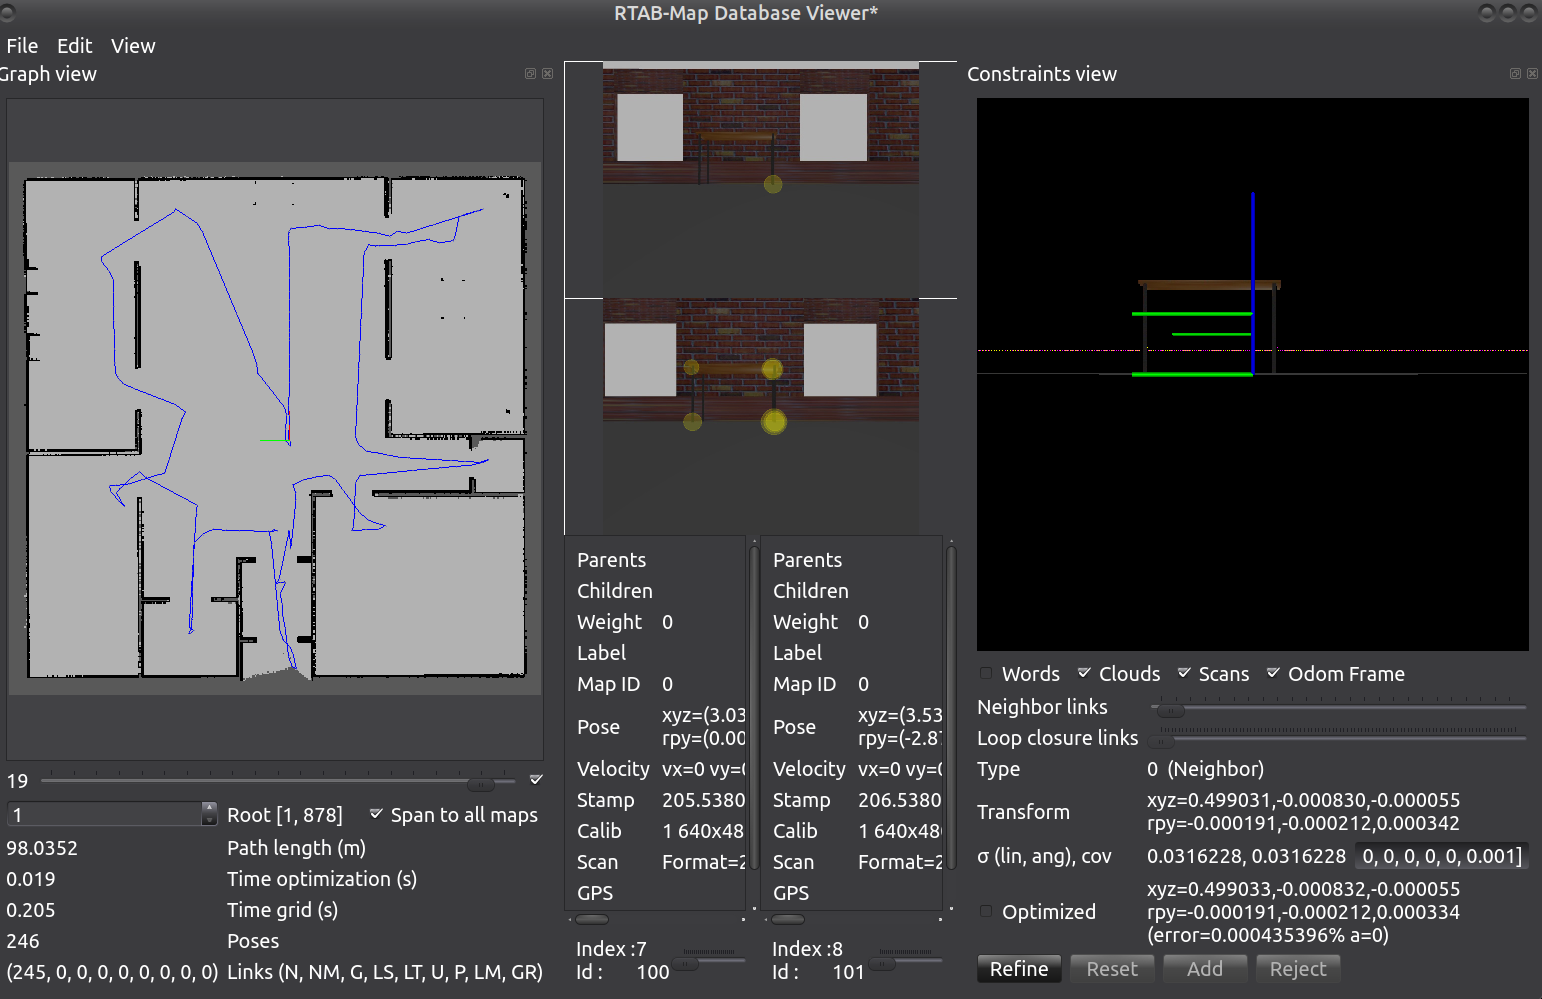 RTAB-Map Database Viewer*
File Edit View
Graph view
19
1 Root [1, 878] Span to all maps
98.0352 Path length (m)
0.019 Time optimization (s)
0.205 Time grid (s)
246 Poses
(245, 0, 0, 0, 0, 0, 0, 0, 0) Links (N, NM, G, LS, LT, U, P, LM, GR)
Parents
Children
Weight 0
Label
Map ID 0
Pose xyz=(3.03
rpy=(0.00
Velocity vx=0 vy=
Stamp 205.5380
Calib 1 640x48
Scan Format=2
GPS
Index :7
Id : 100
Parents
Children
Weight 0
Label
Map ID 0
Pose xyz=(3.53
rpy=(-2.87
Velocity vx=0 vy=
Stamp 206.5380
Calib 1 640x48
Scan Format=2
GPS
Index :8
Id : 101
Constraints view
Words Clouds Scans Odom Frame
Neighbor links
Loop closure links
Type 0 (Neighbor)
Transform xyz=0.499031,-0.000830,-0.000055
rpy=-0.000191,-0.000212,0.000342
σ (lin, ang), cov 0.0316228, 0.0316228 0, 0, 0, 0, 0, 0.001]
Optimized xyz=0.499033,-0.000832,-0.000055
rpy=-0.000191,-0.000212,0.000334
(error=0.000435396% a=0)
Refine Reset Add Reject